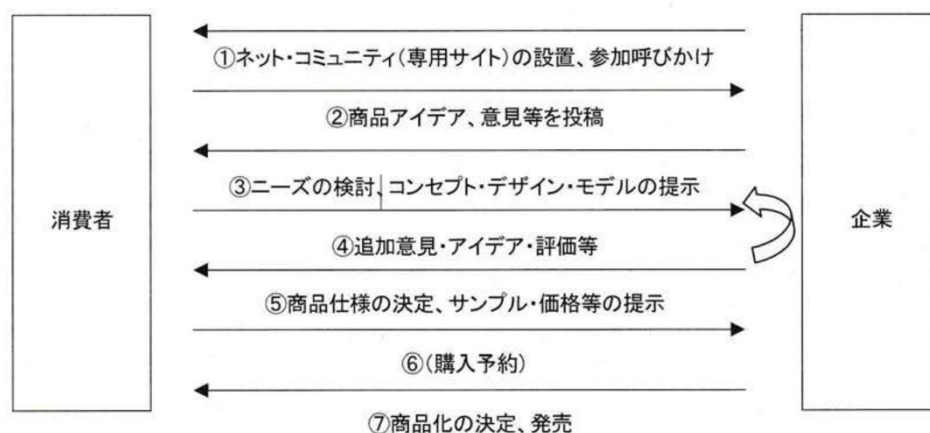 ①ネット・コミュニティ(専用サイト)の設置、参加呼びかけ
②商品アイデア、意見等を投稿
③ニーズの検討、コンセプト・デザイン・モデルの提示
消費者
企業
④追加意見・アイデア・評価等
⑤商品仕様の決定、サンプル・価格等の提示
⑥(購入予約)
⑦商品化の決定、発売